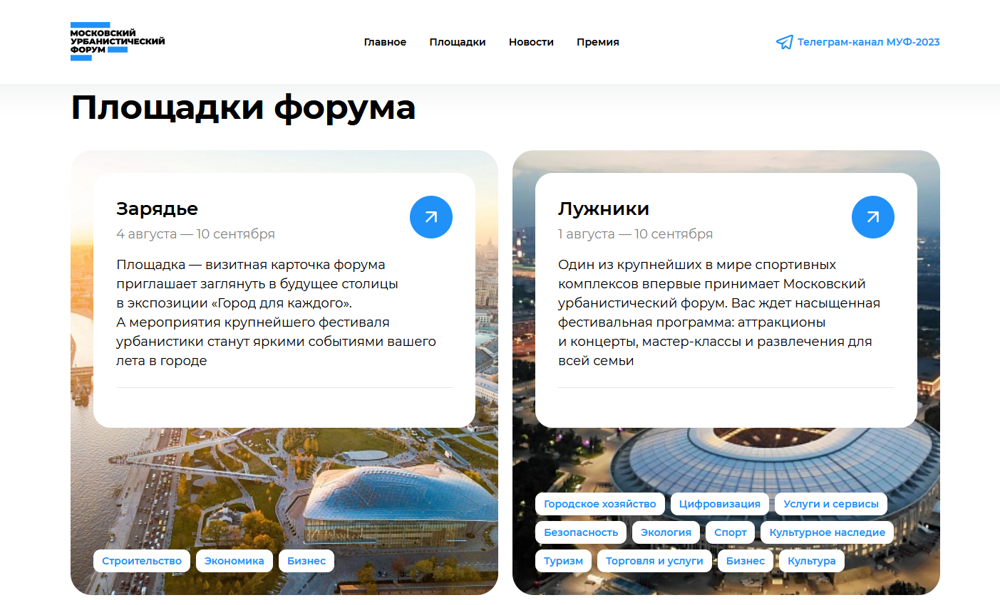 МОСКОВСКИЙ
УРБАНИСТИЧЕСКИЙ
ФОРУМ
Главное Площадки Новости Премия
Телеграм-канал МУФ-2023
Площадки форума
Зарядье
4 августа — 10 сентября
Площадка — визитная карточка форума
приглашает заглянуть в будущее столицы
в экспозиции «Город для каждого».
А мероприятия крупнейшего фестиваля
урбанистики станут яркими событиями вашего
лета в городе
Строительство Экономика Бизнес
Лужники
1 августа — 10 сентября
Один из крупнейших в мире спортивных
комплексов впервые принимает Московский
урбанистический форум. Вас ждет насыщенная
фестивальная программа: аттракционы
и концерты, мастер-классы и развлечения для
всей семьи
Городское хозяйство Цифровизация Услуги и сервисы
Безопасность Экология Спорт Культурное наследие
Туризм Торговля и услуги Бизнес Культура